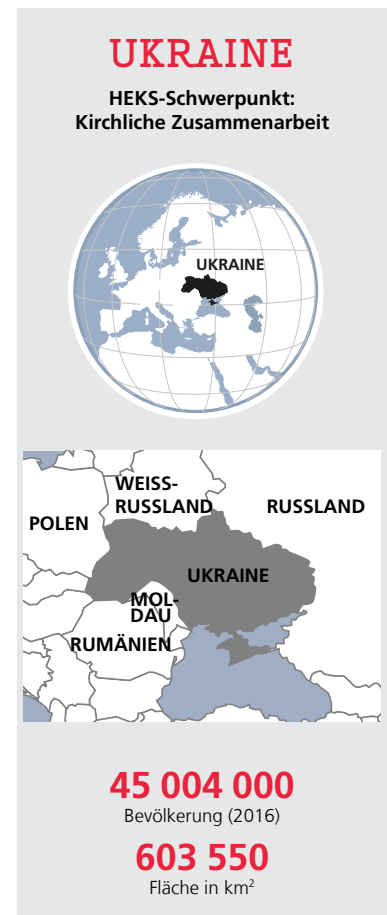 UKRAINE
HEKS-Schwerpunkt:
Kirchliche Zusammenarbeit
UKRAINE
WEISS-
RUSSLAND
RUSSLAND
POLEN
UKRAINE
MOL-
DAU
RUMÄNIEN
45 004 000
Bevölkerung (2016)
603 550
Fläche in km²